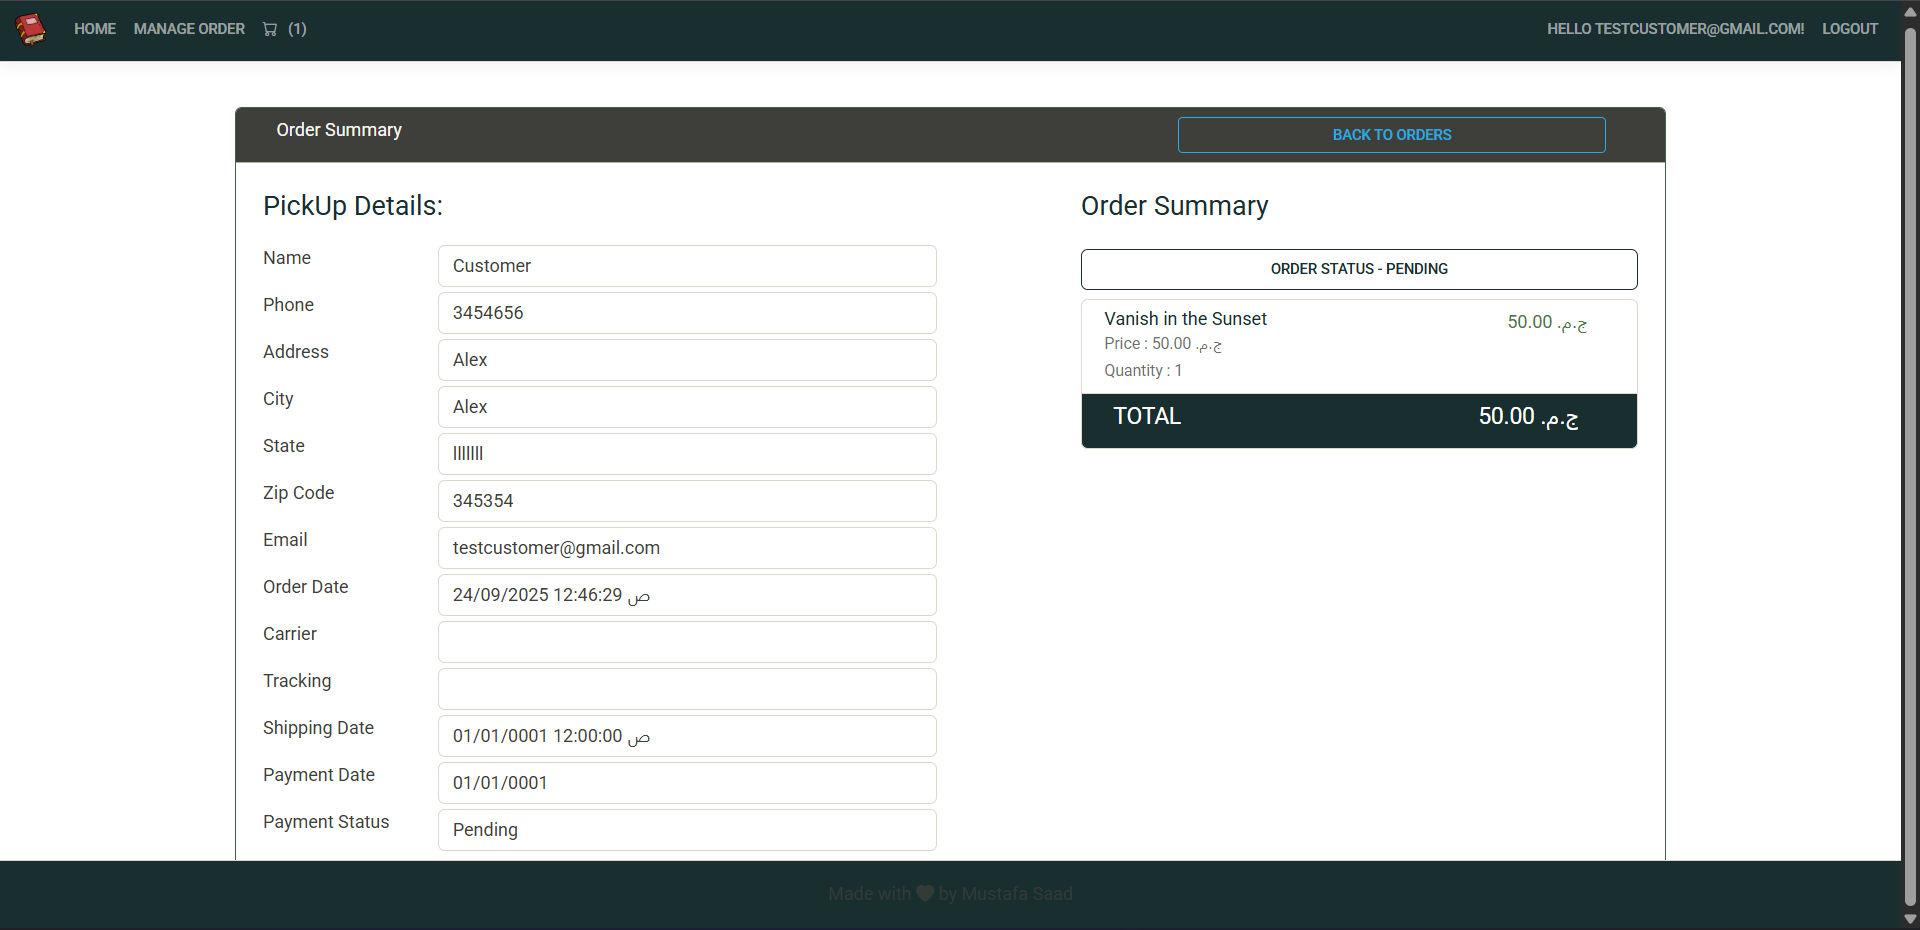 HOME MANAGE ORDER (1) HELLO TESTCUSTOMER@GMAIL.COM! LOGOUT
Order Summary
BACK TO ORDERS
PickUp Details:
Name Customer
Phone 3454656
Address Alex
City Alex
State lllllll
Zip Code 345354
Email testcustomer@gmail.com
Order Date 24/09/2025 12:46:29 ص
Carrier
Tracking
Shipping Date 01/01/0001 12:00:00 ص
Payment Date 01/01/0001
Payment Status Pending
Order Summary
ORDER STATUS - PENDING
Vanish in the Sunset ج.م.‏ 50.00
Price : ج.م.‏ 50.00
Quantity : 1
TOTAL ج.م.‏ 50.00
Made with by Mustafa Saad